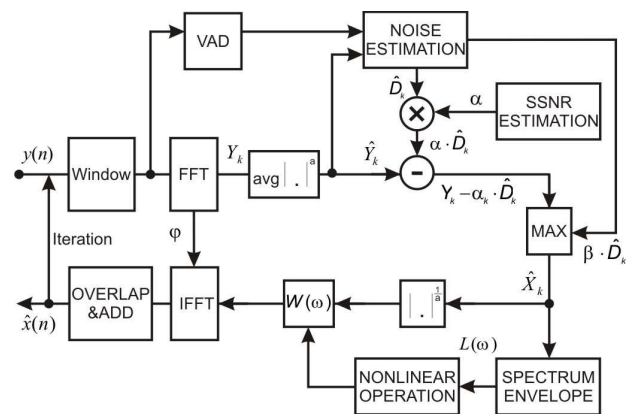 VAD
NOISE
ESTIMATION
D̂ₖ
α
SSNR
ESTIMATION
×
α · D̂ₖ
y(n)
Window
FFT
Yₖ
avg | . |ᵃ
Ŷₖ
-
Yₖ – αₖ · D̂ₖ
MAX
β · D̂ₖ
Iteration
φ
X̂ₖ
x̂(n)
OVERLAP
&ADD
IFFT
W(ω)
| . |^(1/a)
L(ω)
NONLINEAR
OPERATION
SPECTRUM
ENVELOPE